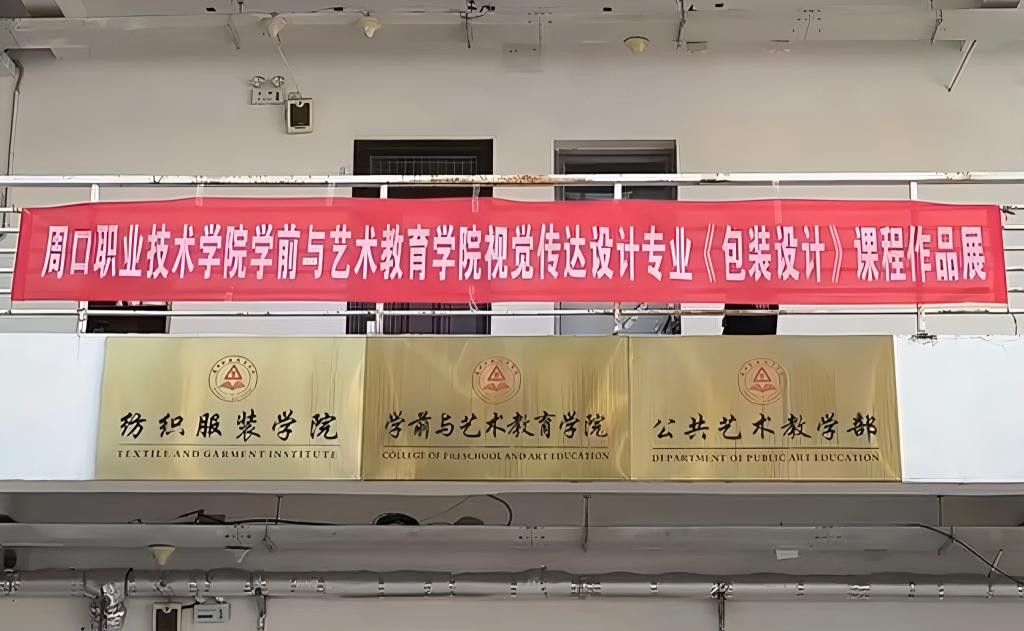 周口职业技术学院学前与艺术教育学院视觉传达设计专业《包装设计》课程作品展
纺织服装学院
TEXTILE AND GARMENT INSTITUTE
学前与艺术教育学院
COLLEGE OF PRESCHOOL AND ART EDUCATION
公共艺术教学部
DEPARTMENT OF PUBLIC ART EDUCATION